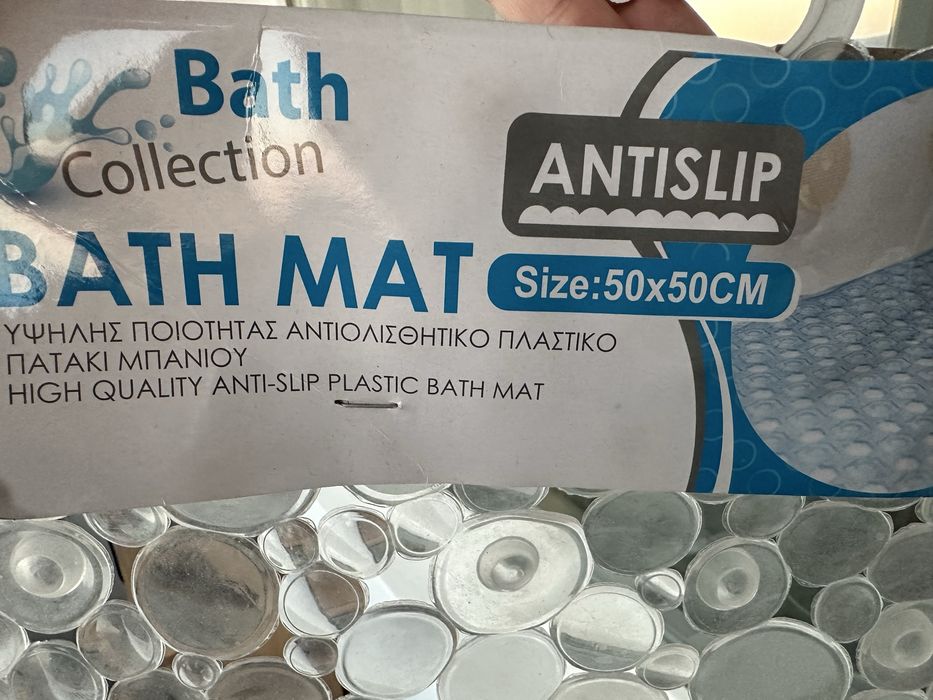 Bath
Collection
ANTISLIP
BATH MAT
Size:50x50CM
ΥΨΗΛΗΣ ΠΟΙΟΤΗΤΑΣ ΑΝΤΙΟΛΙΣΘΗΤΙΚΟ ΠΛΑΣΤΙΚΟ
ΠΑΤΑΚΙ ΜΠΑΝΙΟΥ
HIGH QUALITY ANTI-SLIP PLASTIC BATH MAT